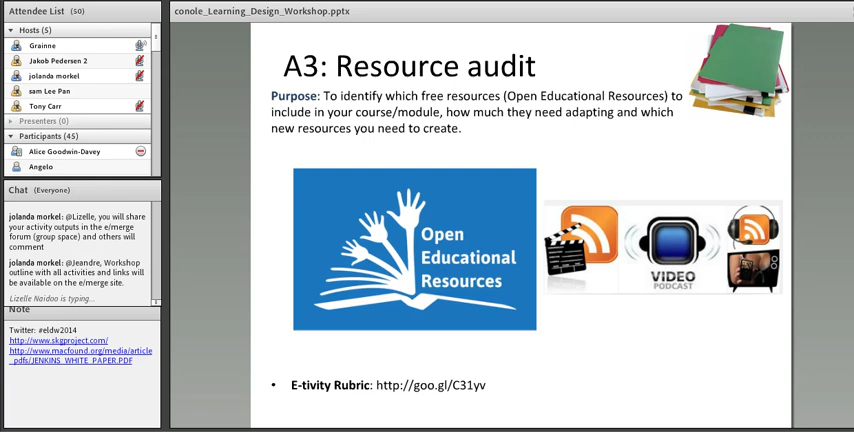 Attendee List (50)
Hosts (5)
Grainne
Jakob Pedersen 2
jolanda morkel
sam Lee Pan
Tony Carr
Presenters (0)
Participants (45)
Alice Goodwin-Davey
Angelo
Chat (Everyone)
jolanda morkel: @Lizelle, you will share
your activity outputs in the e/merge
forum (group space) and others will
comment
jolanda morkel: @Jeandre, Workshop
outline with all activities and links will
be available on the e/merge site.
Lizelle Naidoo is typing...
Note
Twitter: #eldw2014
http://www.skgproject.com/
http://www.macfound.org/media/article
_pdfs/JENKINS_WHITE_PAPER.PDF
conole_Learning_Design_Workshop.pptx
A3: Resource audit
Purpose: To identify which free resources (Open Educational Resources) to
include in your course/module, how much they need adapting and which
new resources you need to create.
Open
Educational
Resources
VIDEO
PODCAST
• E-tivity Rubric: http://goo.gl/C31yv